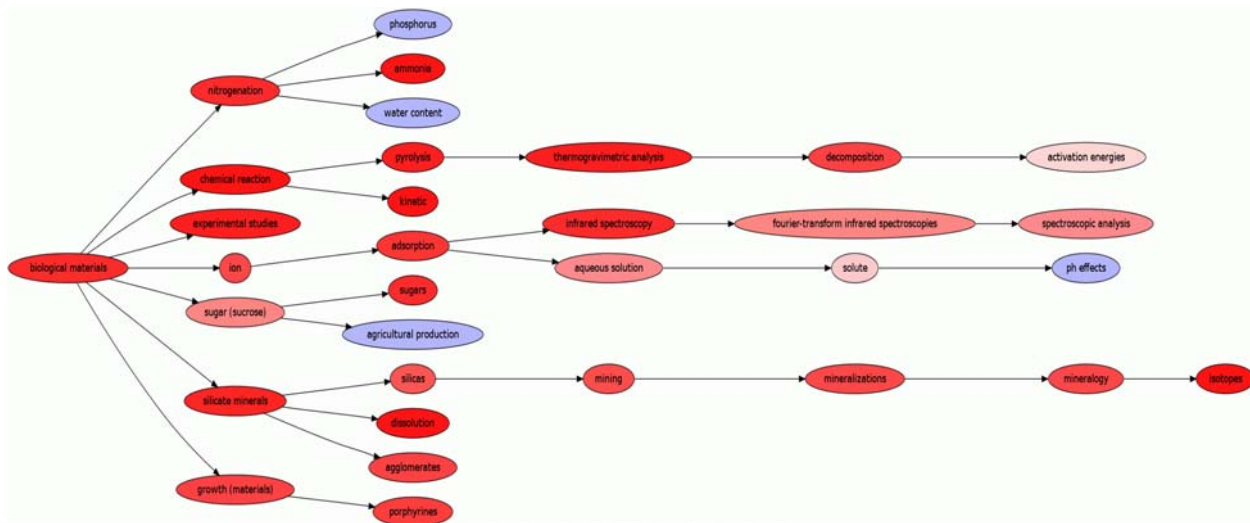 phosphorus
ammonia
nitrogenation
water content
pyrolysis
thermogravimetric analysis
decomposition
activation energies
chemical reaction
kinetic
experimental studies
infrared spectroscopy
fourier-transform infrared spectroscopies
spectroscopic analysis
adsorption
biological materials
ion
aqueous solution
solute
ph effects
sugars
sugar (sucrose)
agricultural production
silicas
mining
mineralizations
mineralogy
isotopes
silicate minerals
dissolution
agglomerates
growth (materials)
porphyrines